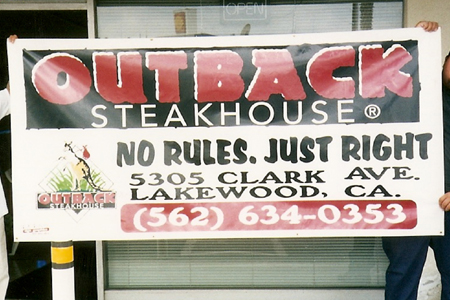 OPEN
OUTBACK
STEAKHOUSE®
NO RULES. JUST RIGHT
5305 CLARK AVE.
LAKEWOOD, CA.
(562) 634-0353
OUTBACK
STEAKHOUSE